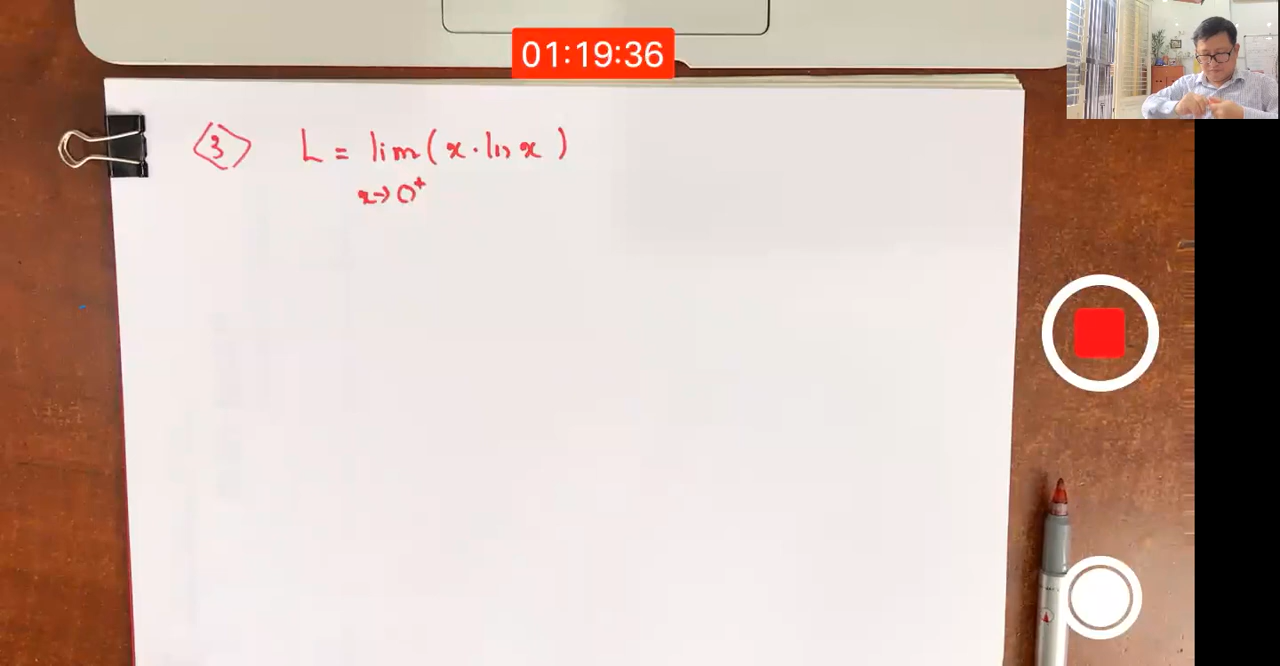 01:19:36
3 L = lim ( x . ln x )
x → 0⁺